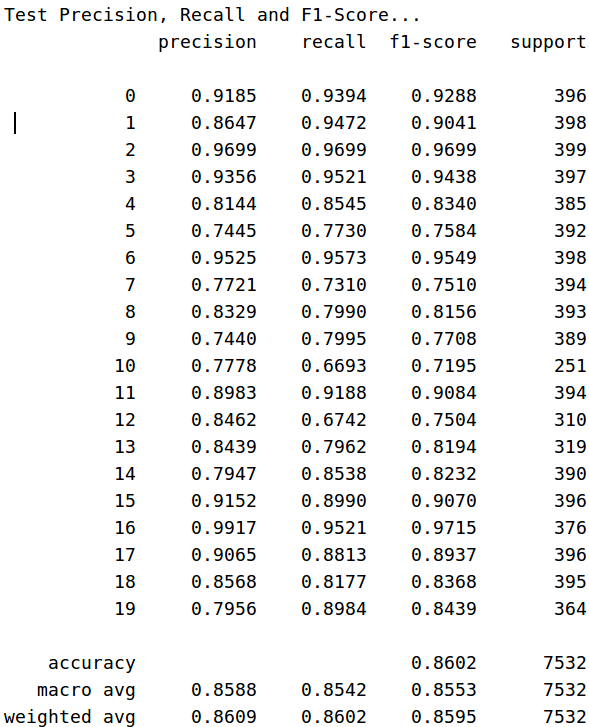 Test Precision, Recall and F1-Score...
precision recall f1-score support
0 0.9185 0.9394 0.9288 396
1 0.8647 0.9472 0.9041 398
2 0.9699 0.9699 0.9699 399
3 0.9356 0.9521 0.9438 397
4 0.8144 0.8545 0.8340 385
5 0.7445 0.7730 0.7584 392
6 0.9525 0.9573 0.9549 398
7 0.7721 0.7310 0.7510 394
8 0.8329 0.7990 0.8156 393
9 0.7440 0.7995 0.7708 389
10 0.7778 0.6693 0.7195 251
11 0.8983 0.9188 0.9084 394
12 0.8462 0.6742 0.7504 310
13 0.8439 0.7962 0.8194 319
14 0.7947 0.8538 0.8232 390
15 0.9152 0.8990 0.9070 396
16 0.9917 0.9521 0.9715 376
17 0.9065 0.8813 0.8937 396
18 0.8568 0.8177 0.8368 395
19 0.7956 0.8984 0.8439 364
accuracy 0.8602 7532
macro avg 0.8588 0.8542 0.8553 7532
weighted avg 0.8609 0.8602 0.8595 7532